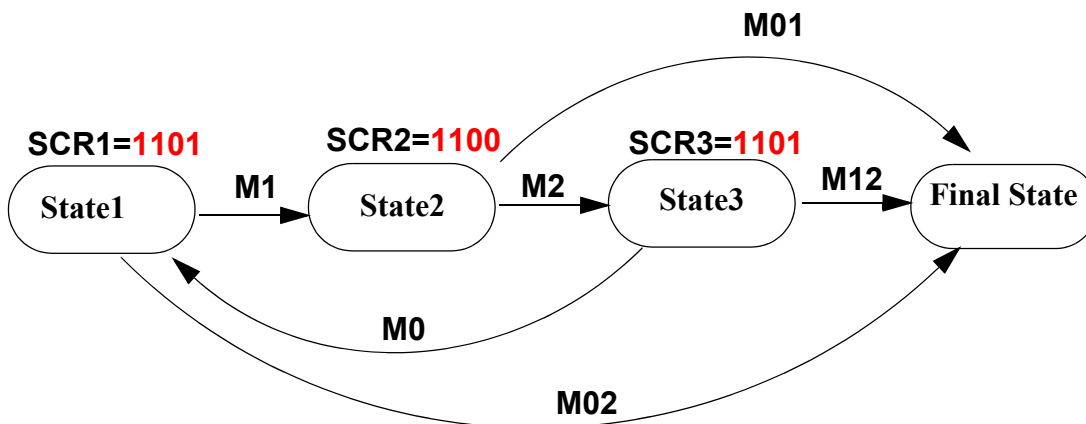 M01
SCR1=1101
SCR2=1100
SCR3=1101
State1
M1
State2
M2
State3
M12
Final State
M0
M02